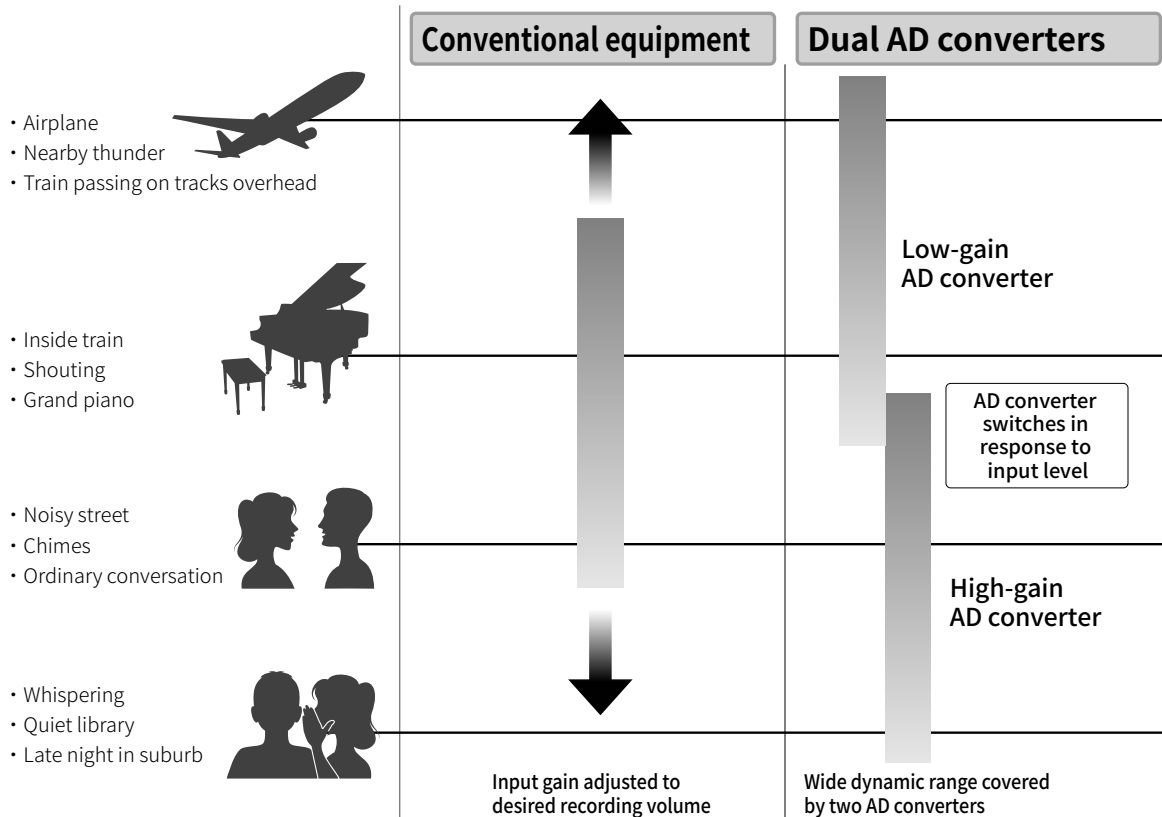 Conventional equipment
Dual AD converters
・Airplane
・Nearby thunder
・Train passing on tracks overhead
Low-gain
AD converter
・Inside train
・Shouting
・Grand piano
AD converter
switches in
response to
input level
・Noisy street
・Chimes
・Ordinary conversation
High-gain
AD converter
・Whispering
・Quiet library
・Late night in suburb
Input gain adjusted to
desired recording volume
Wide dynamic range covered
by two AD converters